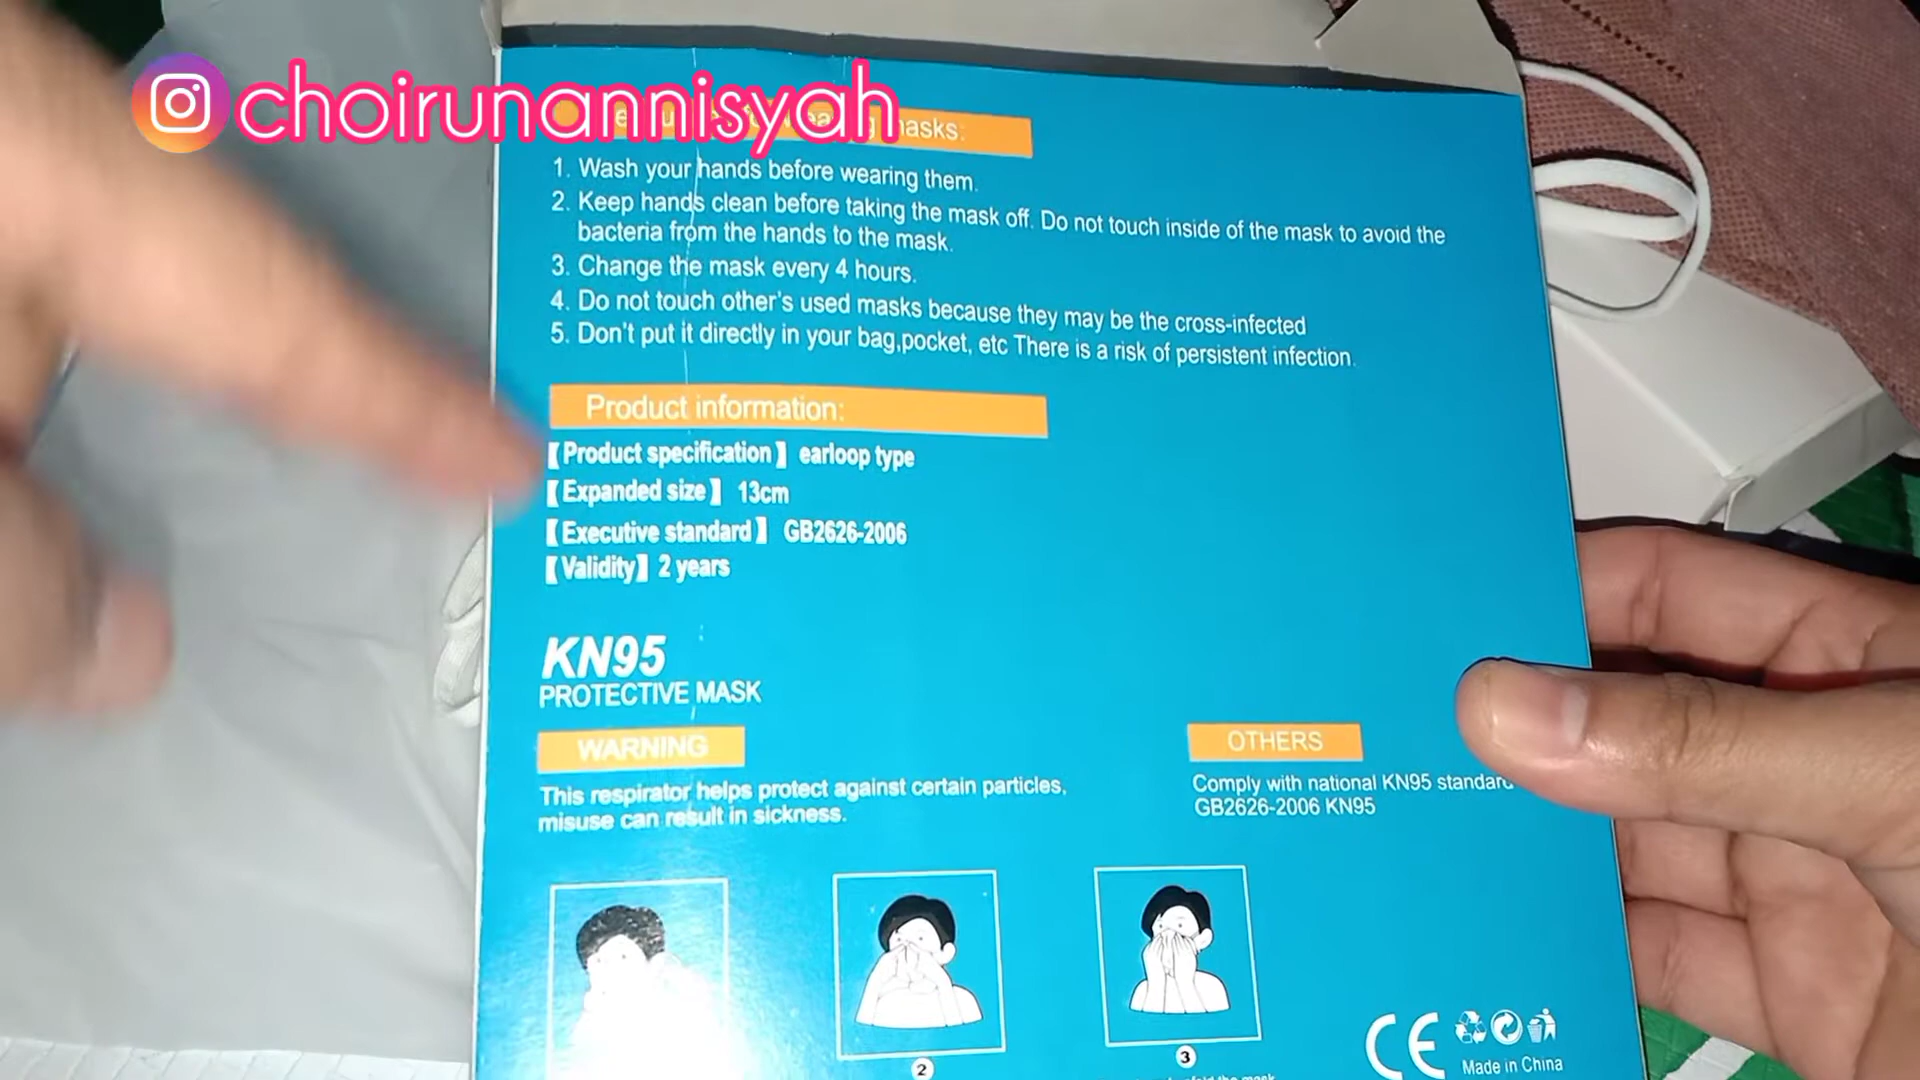 choirunannisyah
masks:
1. Wash your hands before wearing them.
2. Keep hands clean before taking the mask off. Do not touch inside of the mask to avoid the
bacteria from the hands to the mask.
3. Change the mask every 4 hours.
4. Do not touch other's used masks because they may be the cross-infected
5. Don't put it directly in your bag,pocket, etc There is a risk of persistent infection.
Product information:
【Product specification】 earloop type
【Expanded size】 13cm
【Executive standard】 GB2626-2006
【Validity】 2 years
KN95
PROTECTIVE MASK
WARNING
This respirator helps protect against certain particles,
misuse can result in sickness.
OTHERS
Comply with national KN95 standard
GB2626-2006 KN95
2
3
the mask
CE
Made in China